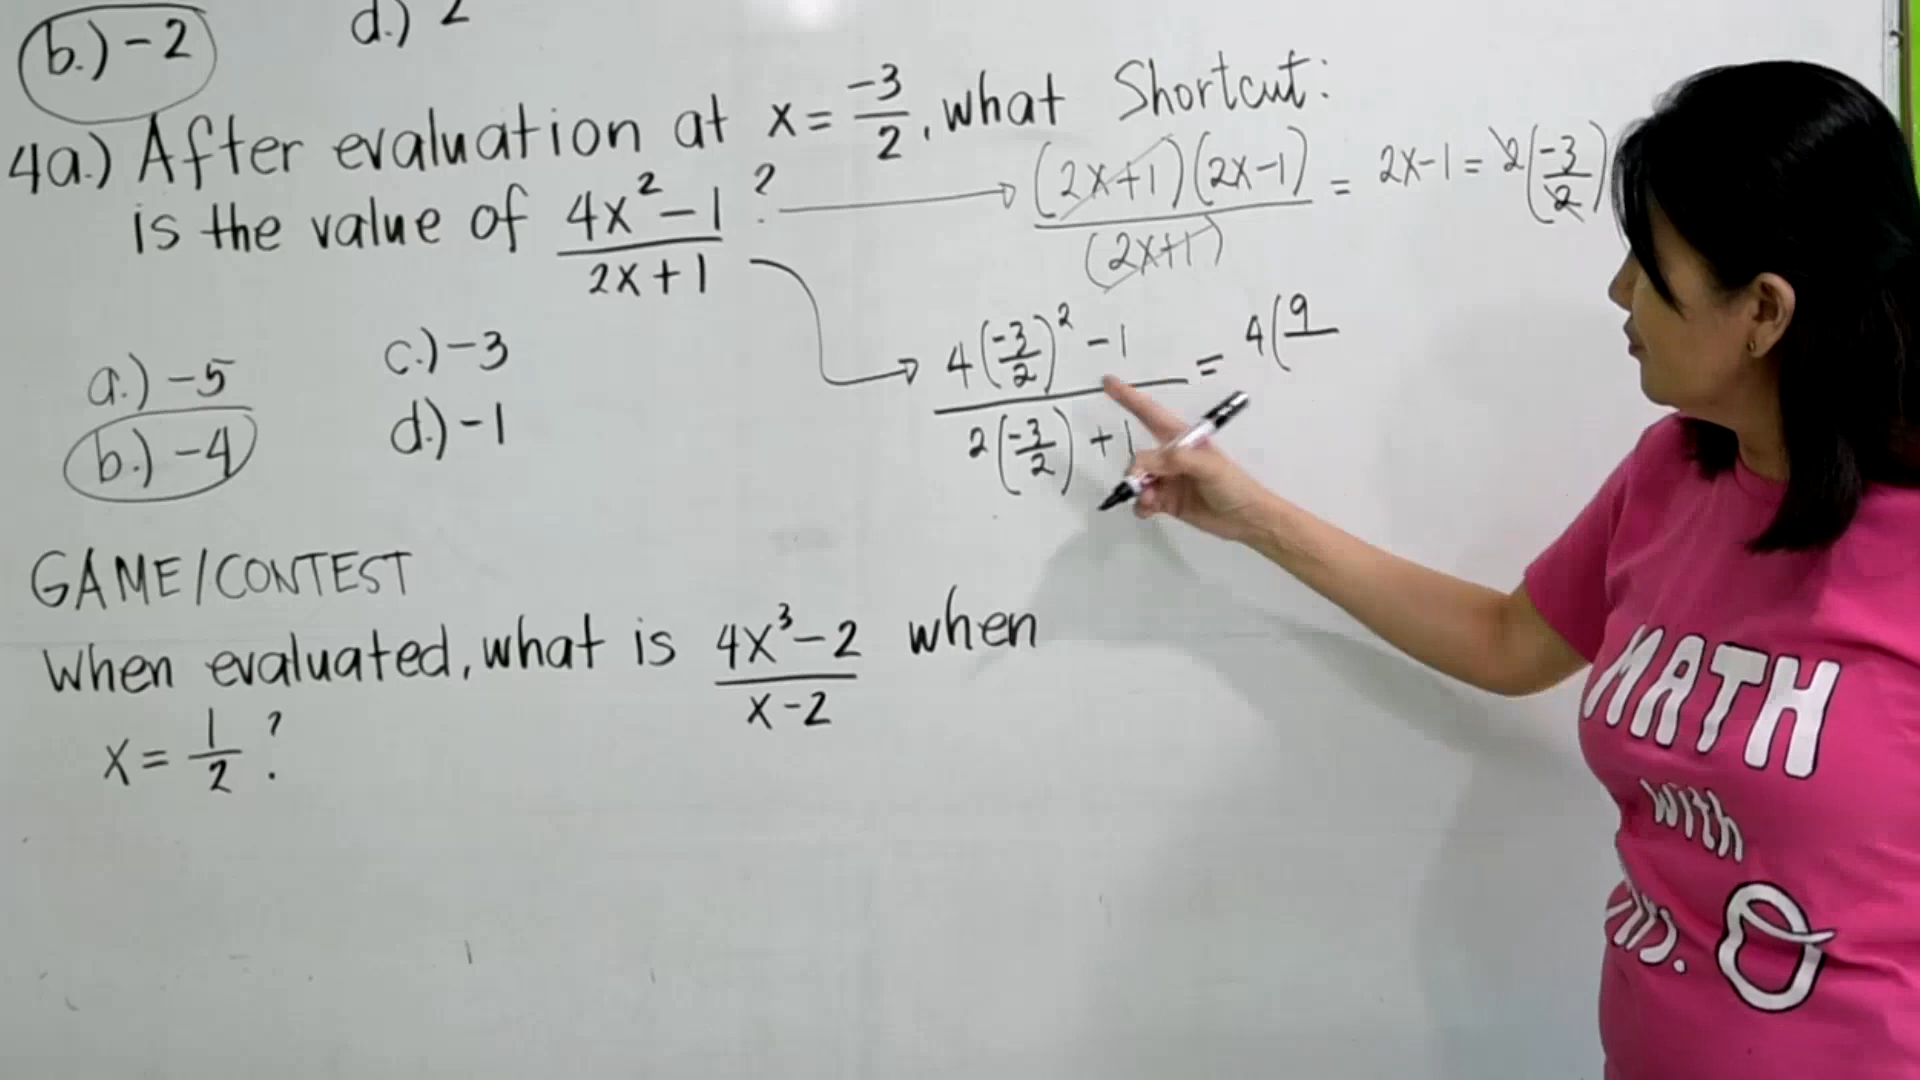 b.) -2
d.) 2
4a.) After evaluation at x = -3/2, what
is the value of (4x² - 1)/(2x + 1) ?
a.) -5
c.) -3
b.) -4
d.) -1
Shortcut:
(2x+1)(2x-1)/(2x+1) = 2x-1 = 2(-3/2)
(4(-3/2)² - 1)/(2(-3/2) + 1) = 4(9
GAME/CONTEST
When evaluated, what is (4x³ - 2)/(x - 2) when
x = 1/2 ?
MATH
with